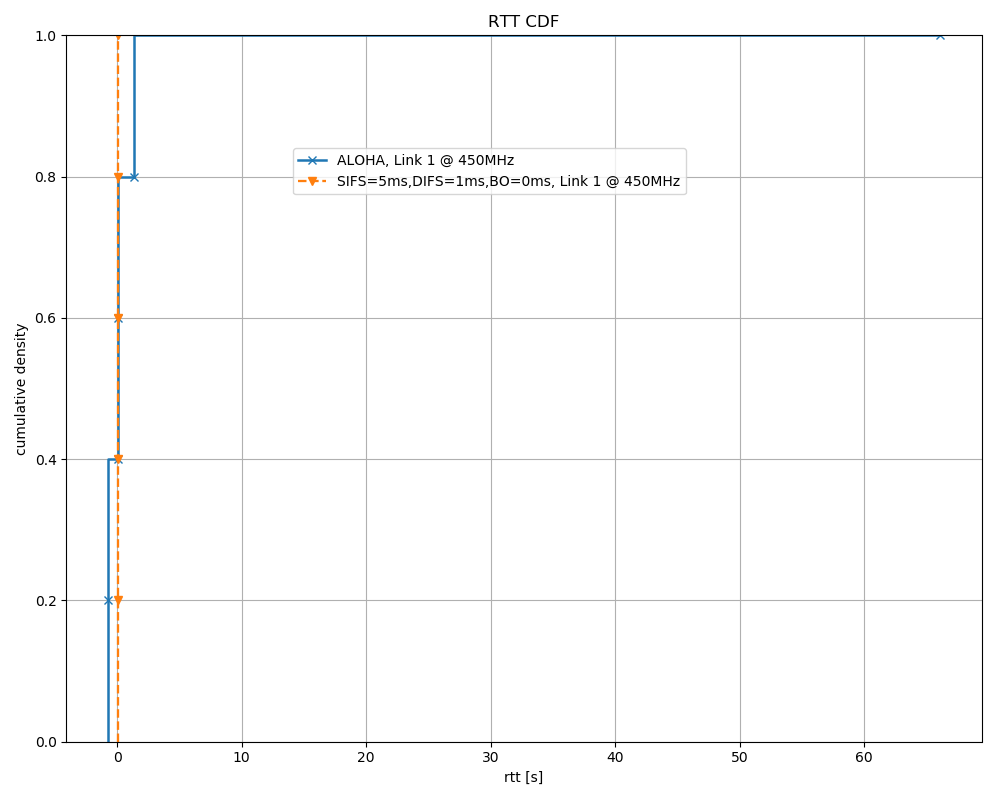 RTT CDF
1.0
0.8
0.6
0.4
0.2
0.0
cumulative density
ALOHA, Link 1 @ 450MHz
SIFS=5ms,DIFS=1ms,BO=0ms, Link 1 @ 450MHz
0 10 20 30 40 50 60
rtt [s]